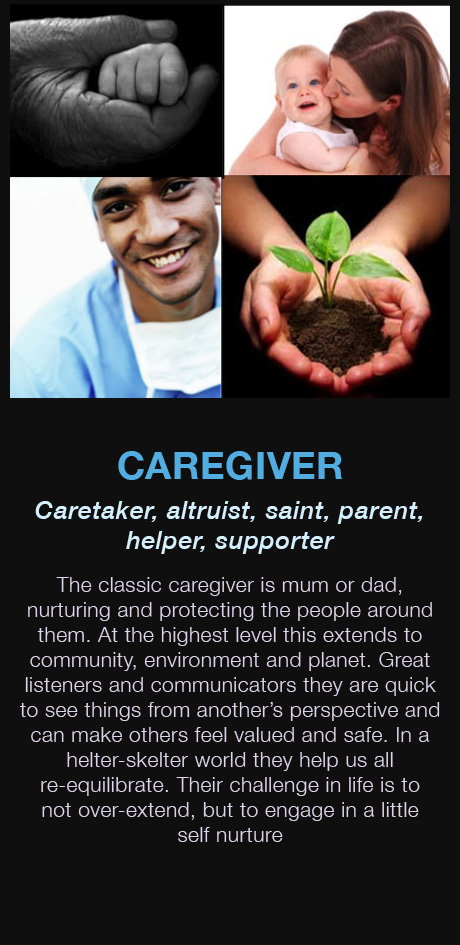 CAREGIVER
Caretaker, altruist, saint, parent,
helper, supporter
The classic caregiver is mum or dad,
nurturing and protecting the people around
them. At the highest level this extends to
community, environment and planet. Great
listeners and communicators they are quick
to see things from another’s perspective and
can make others feel valued and safe. In a
helter-skelter world they help us all
re-equilibrate. Their challenge in life is to
not over-extend, but to engage in a little
self nurture